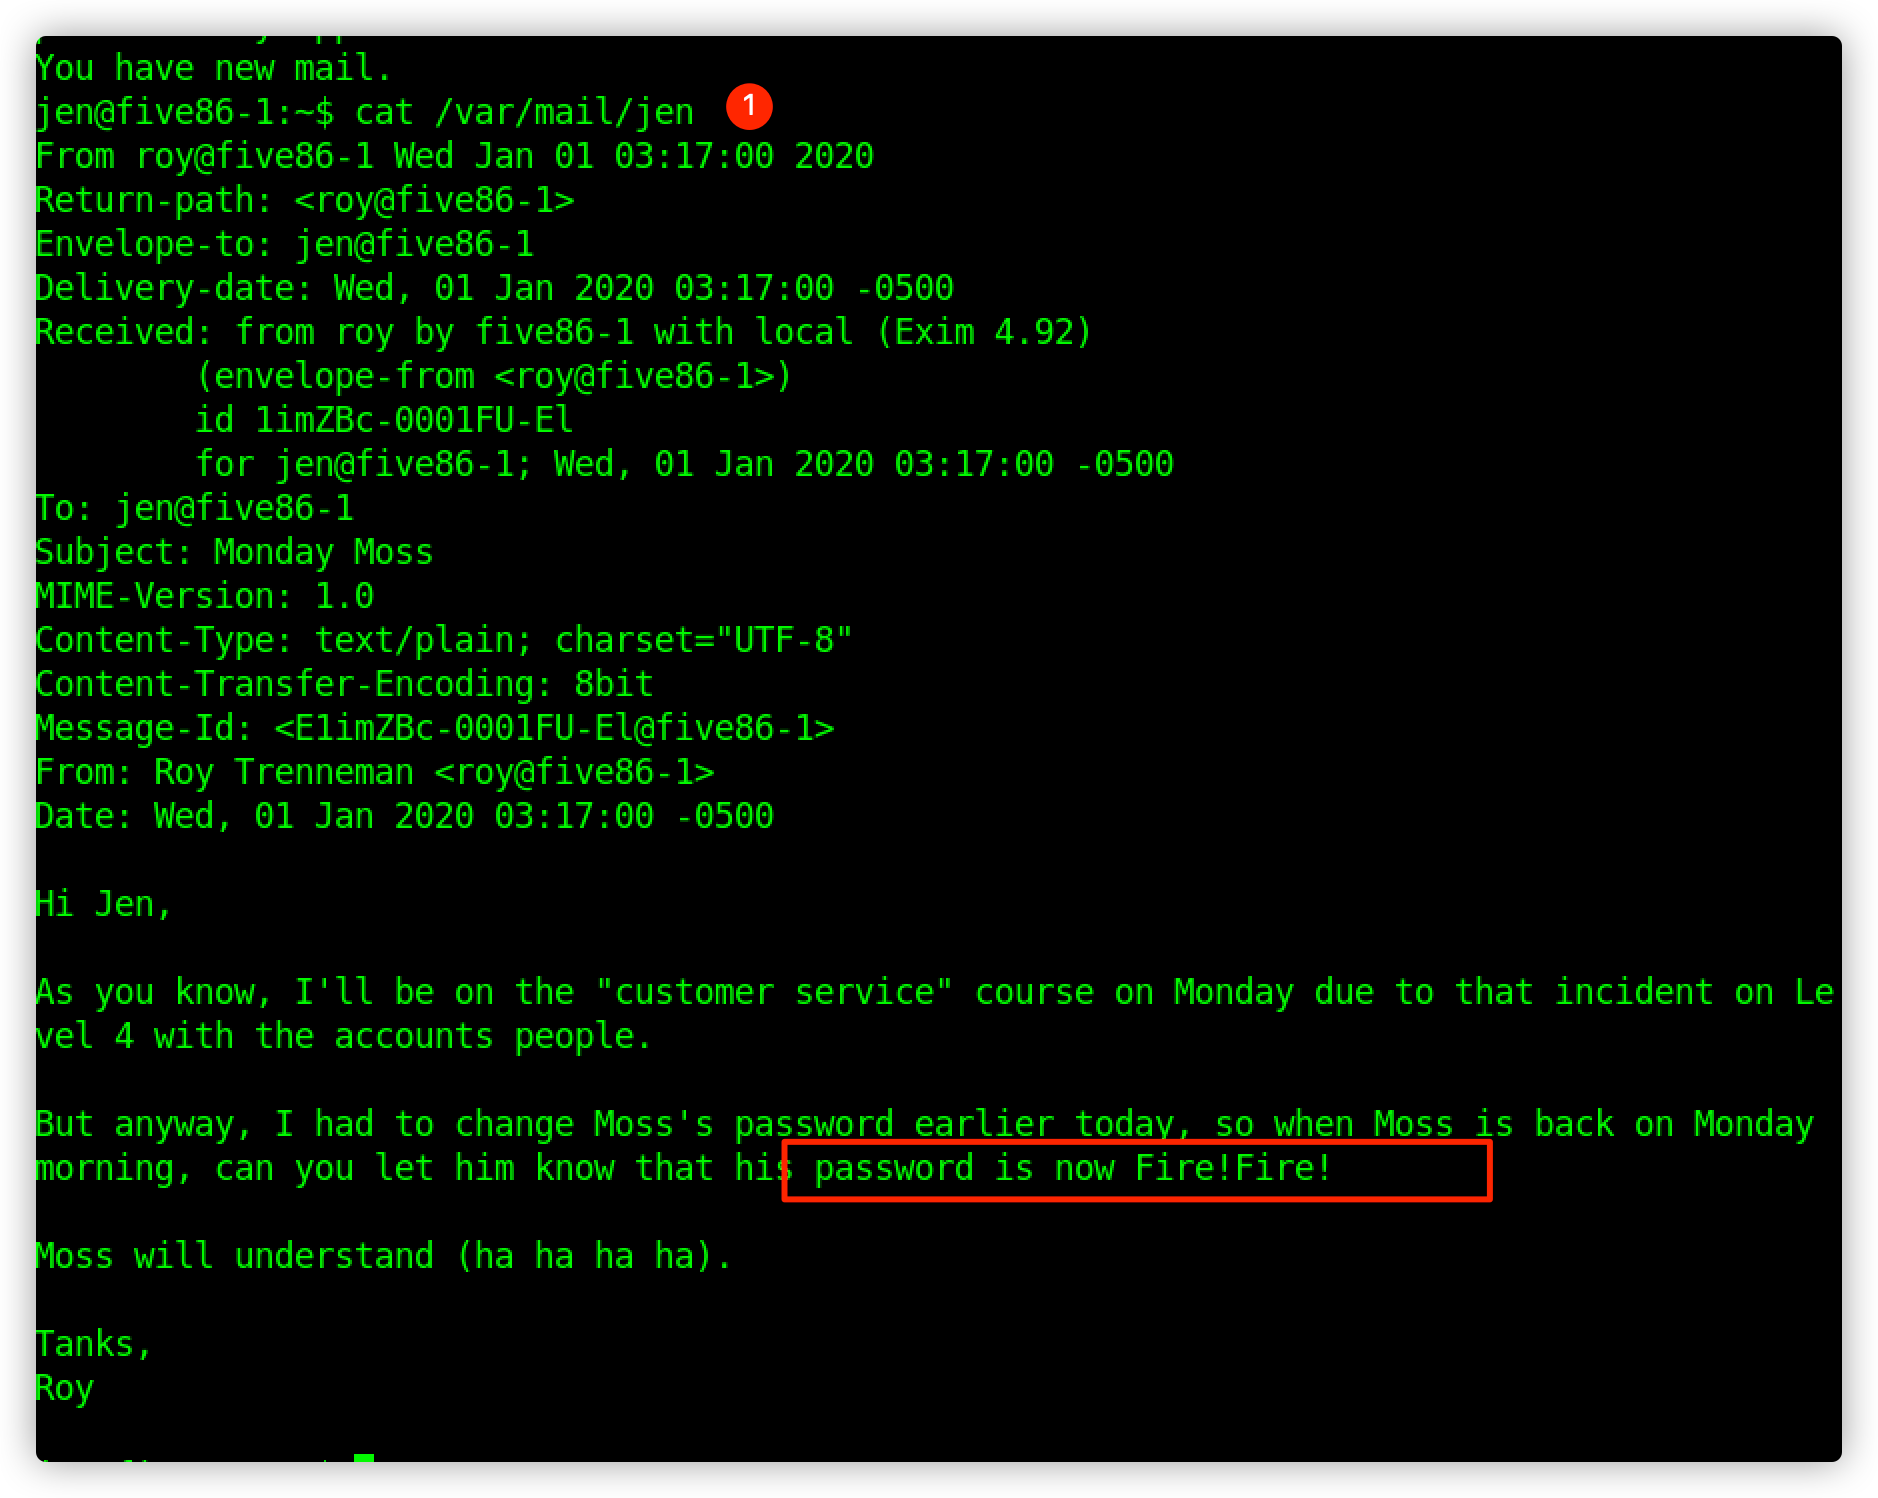 You have new mail.
jen@five86-1:~$ cat /var/mail/jen 1
From roy@five86-1 Wed Jan 01 03:17:00 2020
Return-path: <roy@five86-1>
Envelope-to: jen@five86-1
Delivery-date: Wed, 01 Jan 2020 03:17:00 -0500
Received: from roy by five86-1 with local (Exim 4.92)
        (envelope-from <roy@five86-1>)
        id 1imZBc-0001FU-El
        for jen@five86-1; Wed, 01 Jan 2020 03:17:00 -0500
To: jen@five86-1
Subject: Monday Moss
MIME-Version: 1.0
Content-Type: text/plain; charset="UTF-8"
Content-Transfer-Encoding: 8bit
Message-Id: <E1imZBc-0001FU-El@five86-1>
From: Roy Trenneman <roy@five86-1>
Date: Wed, 01 Jan 2020 03:17:00 -0500
Hi Jen,
As you know, I'll be on the "customer service" course on Monday due to that incident on Le
vel 4 with the accounts people.
But anyway, I had to change Moss's password earlier today, so when Moss is back on Monday
morning, can you let him know that his password is now Fire!Fire!
Moss will understand (ha ha ha ha).
Tanks,
Roy